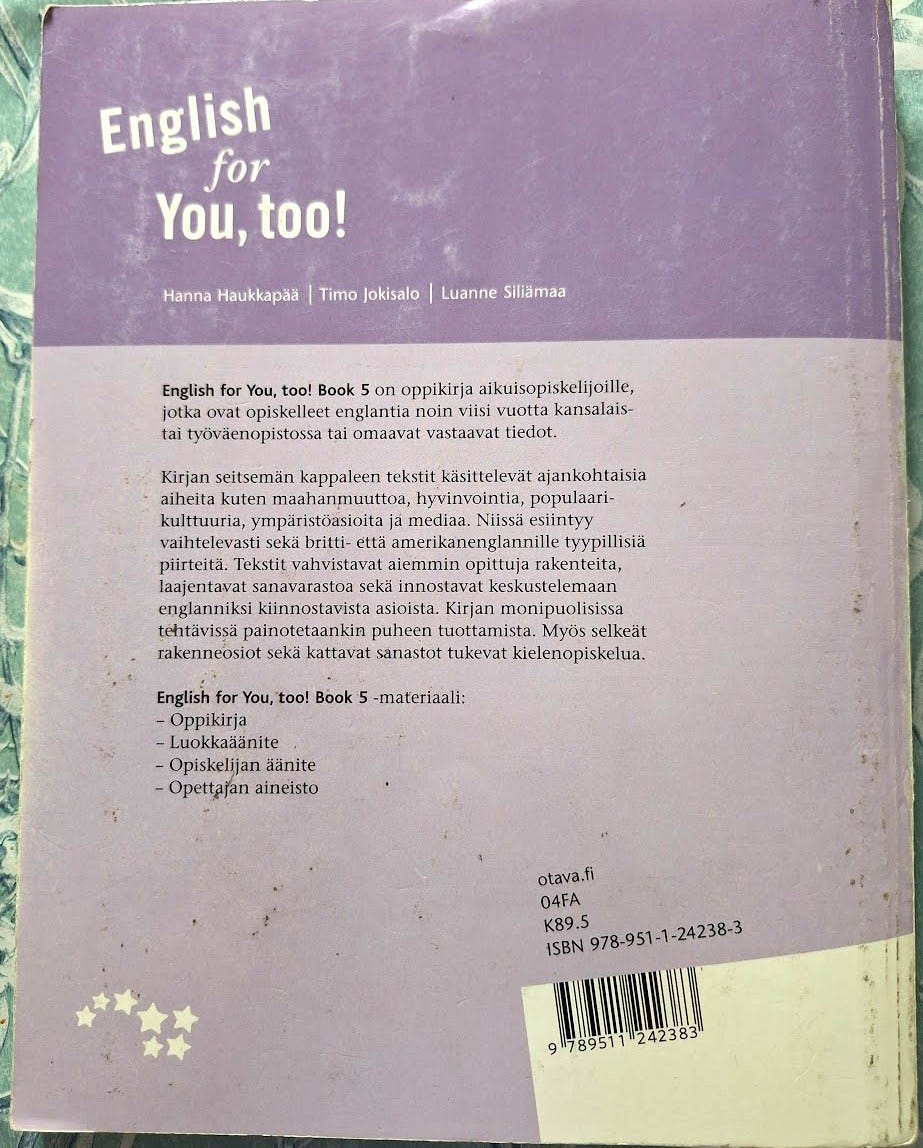 English
for
You, too!
Hanna Haukkapää | Timo Jokisalo | Luanne Siliämaa
English for You, too! Book 5 on oppikirja aikuisopiskelijoille,
jotka ovat opiskelleet englantia noin viisi vuotta kansalais-
tai työväenopistossa tai omaavat vastaavat tiedot.
Kirjan seitsemän kappaleen tekstit käsittelevät ajankohtaisia
aiheita kuten maahanmuuttoa, hyvinvointia, populaari-
kulttuuria, ympäristöasioita ja mediaa. Niissä esiintyy
vaihtelevasti sekä britti- että amerikanenglannille tyypillisiä
piirteitä. Tekstit vahvistavat aiemmin opittuja rakenteita,
laajentavat sanavarastoa sekä innostavat keskustelemaan
englanniksi kiinnostavista asioista. Kirjan monipuolisissa
tehtävissä painotetaankin puheen tuottamista. Myös selkeät
rakenneosiot sekä kattavat sanastot tukevat kielenopiskelua.
English for You, too! Book 5 -materiaali:
– Oppikirja
– Luokkaäänite
– Opiskelijan äänite
– Opettajan aineisto
otava.fi
04FA
K89.5
ISBN 978-951-1-24238-3
9 789511 242383